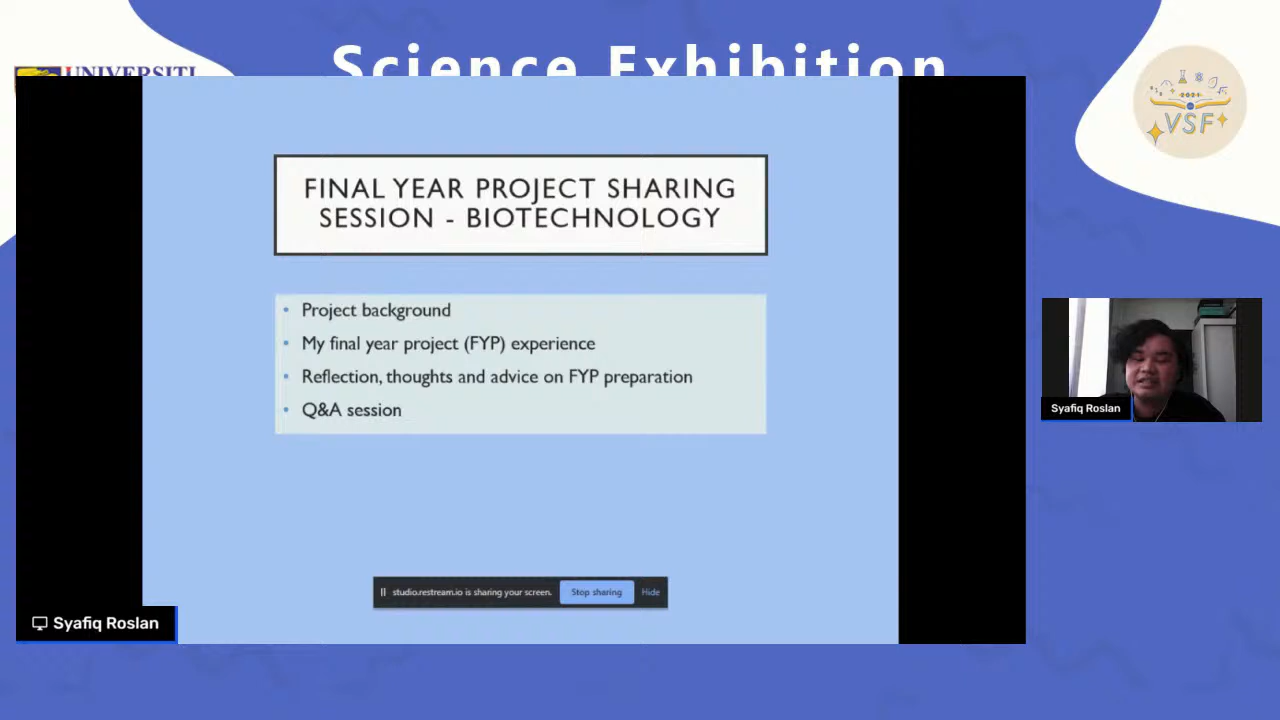 Science Exhibition
UNIVERSITI
2021
VSF
FINAL YEAR PROJECT SHARING
SESSION - BIOTECHNOLOGY
• Project background
• My final year project (FYP) experience
• Reflection, thoughts and advice on FYP preparation
• Q&A session
Syafiq Roslan
studio.restream.io is sharing your screen. Stop sharing Hide
Syafiq Roslan